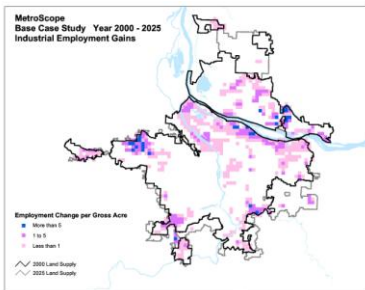 MetroScope
Base Case Study Year 2000 - 2025
Industrial Employment Gains
Employment Change per Gross Acre
More than 5
1 to 5
Less than 1
2000 Land Supply
2025 Land Supply